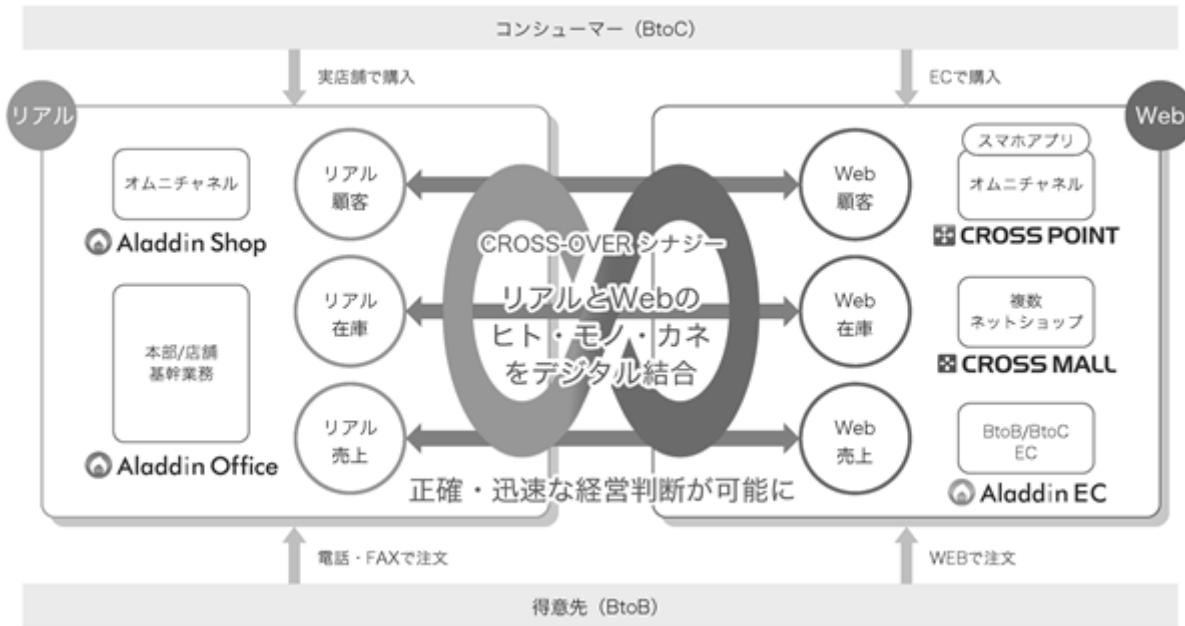 コンシューマー（BtoC）
実店舗で購入
ECで購入
リアル
Web
オムニチャネル
Aladdin Shop
本部/店舗
基幹業務
Aladdin Office
リアル
顧客
リアル
在庫
リアル
売上
CROSS-OVER シナジー
リアルとWebの
ヒト・モノ・カネ
をデジタル結合
正確・迅速な経営判断が可能に
Web
顧客
Web
在庫
Web
売上
スマホアプリ
オムニチャネル
CROSS POINT
複数
ネットショップ
CROSS MALL
BtoB/BtoC
EC
Aladdin EC
電話・FAXで注文
WEBで注文
得意先（BtoB）